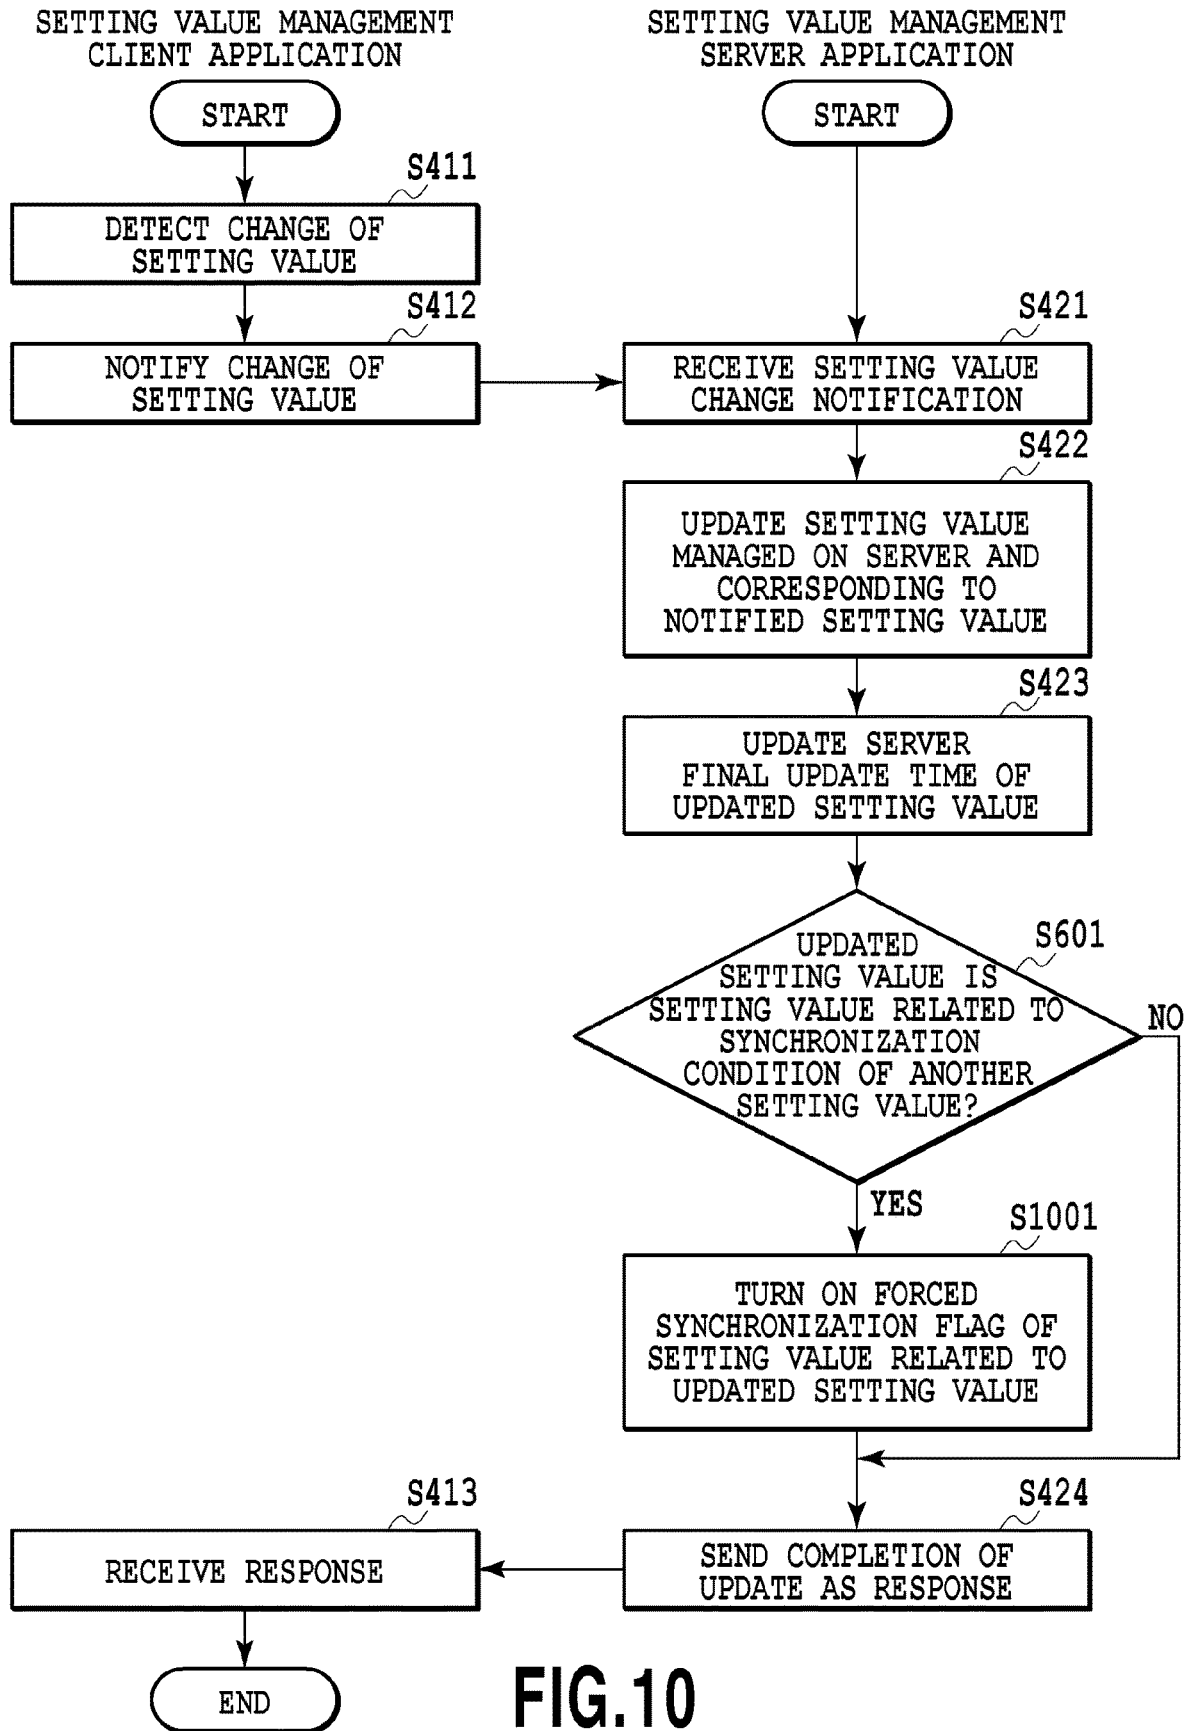 SETTING VALUE MANAGEMENT
CLIENT APPLICATION
SETTING VALUE MANAGEMENT
SERVER APPLICATION
START
START
S411
DETECT CHANGE OF
SETTING VALUE
S412
NOTIFY CHANGE OF
SETTING VALUE
S421
RECEIVE SETTING VALUE
CHANGE NOTIFICATION
S422
UPDATE SETTING VALUE
MANAGED ON SERVER AND
CORRESPONDING TO
NOTIFIED SETTING VALUE
S423
UPDATE SERVER
FINAL UPDATE TIME OF
UPDATED SETTING VALUE
S601
UPDATED
SETTING VALUE IS
SETTING VALUE RELATED TO
SYNCHRONIZATION
CONDITION OF ANOTHER
SETTING VALUE?
NO
YES
S1001
TURN ON FORCED
SYNCHRONIZATION FLAG OF
SETTING VALUE RELATED TO
UPDATED SETTING VALUE
S424
SEND COMPLETION OF
UPDATE AS RESPONSE
S413
RECEIVE RESPONSE
END
FIG.10